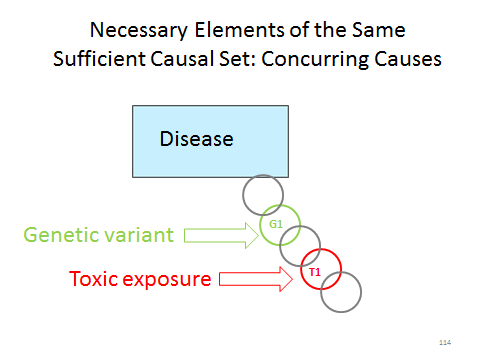 Necessary Elements of the Same
Sufficient Causal Set: Concurring Causes
Disease
G1
Genetic variant
T1
Toxic exposure
114